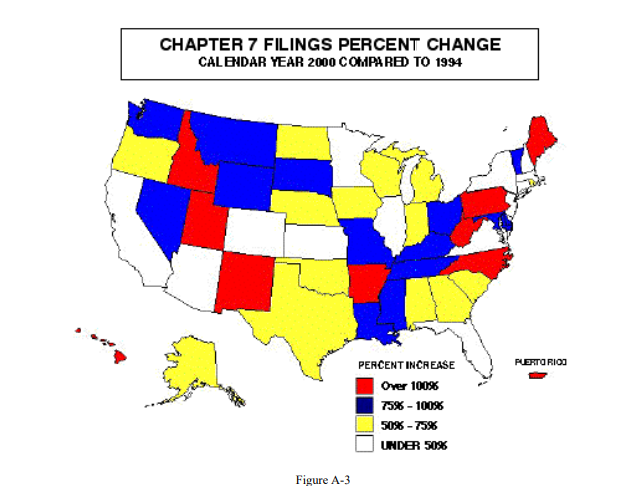 CHAPTER 7 FILINGS PERCENT CHANGE
CALENDAR YEAR 2000 COMPARED TO 1994
PUERTO RICO
PERCENT INCREASE
Over 100%
75% - 100%
50% - 75%
UNDER 50%
Figure A-3